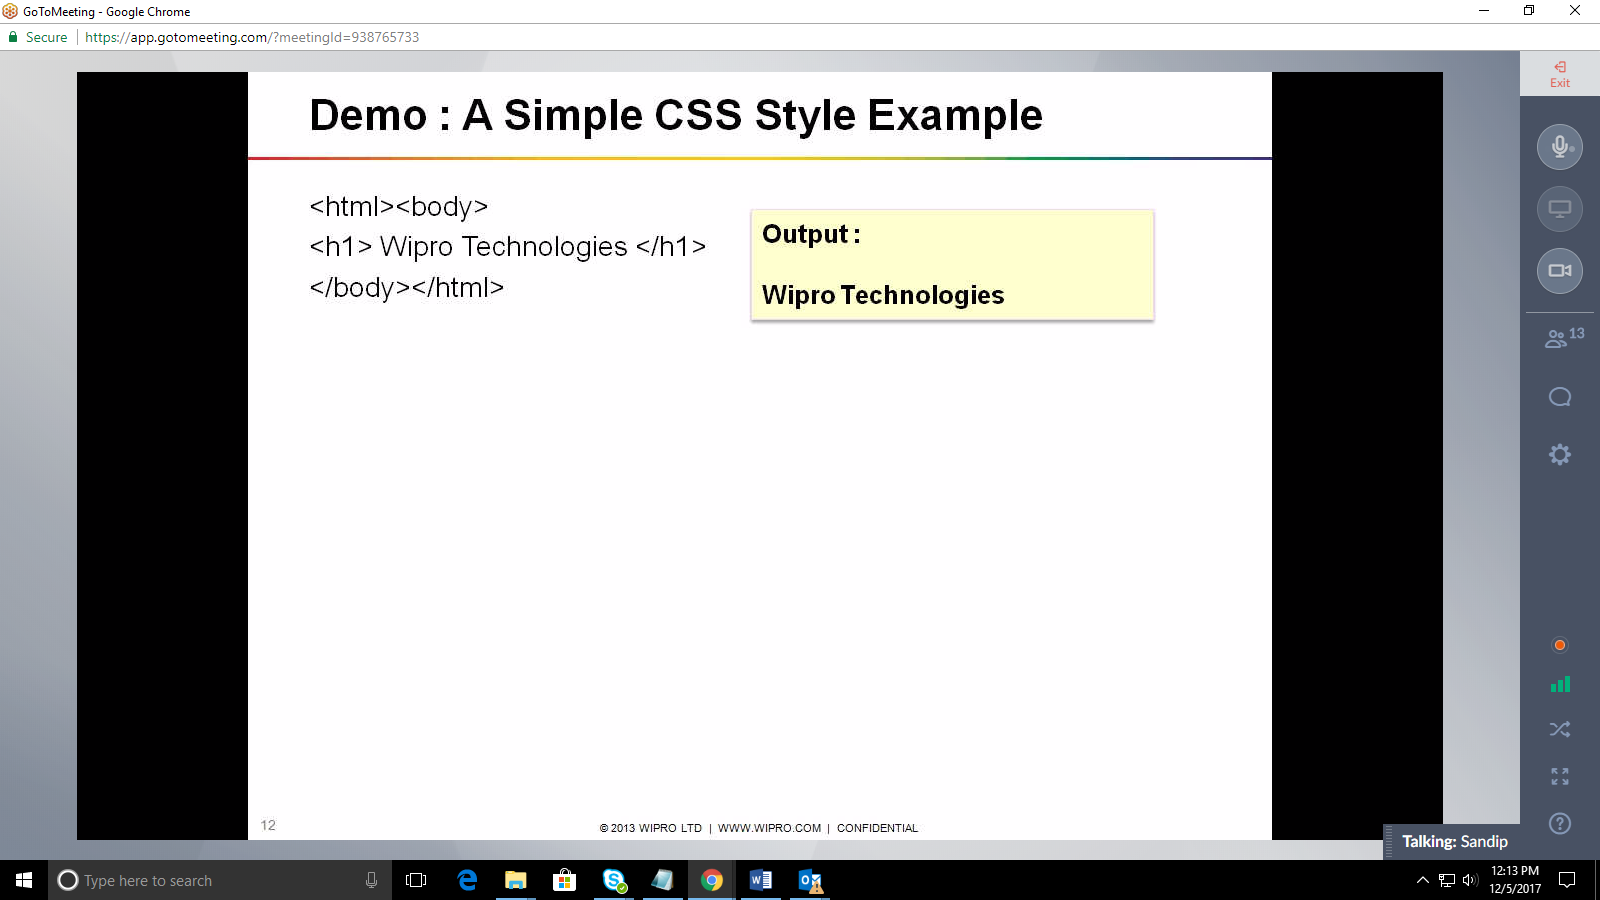 GoToMeeting - Google Chrome
Secure https://app.gotomeeting.com/?meetingId=938765733
Exit
Demo : A Simple CSS Style Example
<html><body>
<h1> Wipro Technologies </h1>
</body></html>
Output :
Wipro Technologies
13
12
© 2013 WIPRO LTD | WWW.WIPRO.COM | CONFIDENTIAL
Talking: Sandip
Type here to search
12:13 PM
12/5/2017